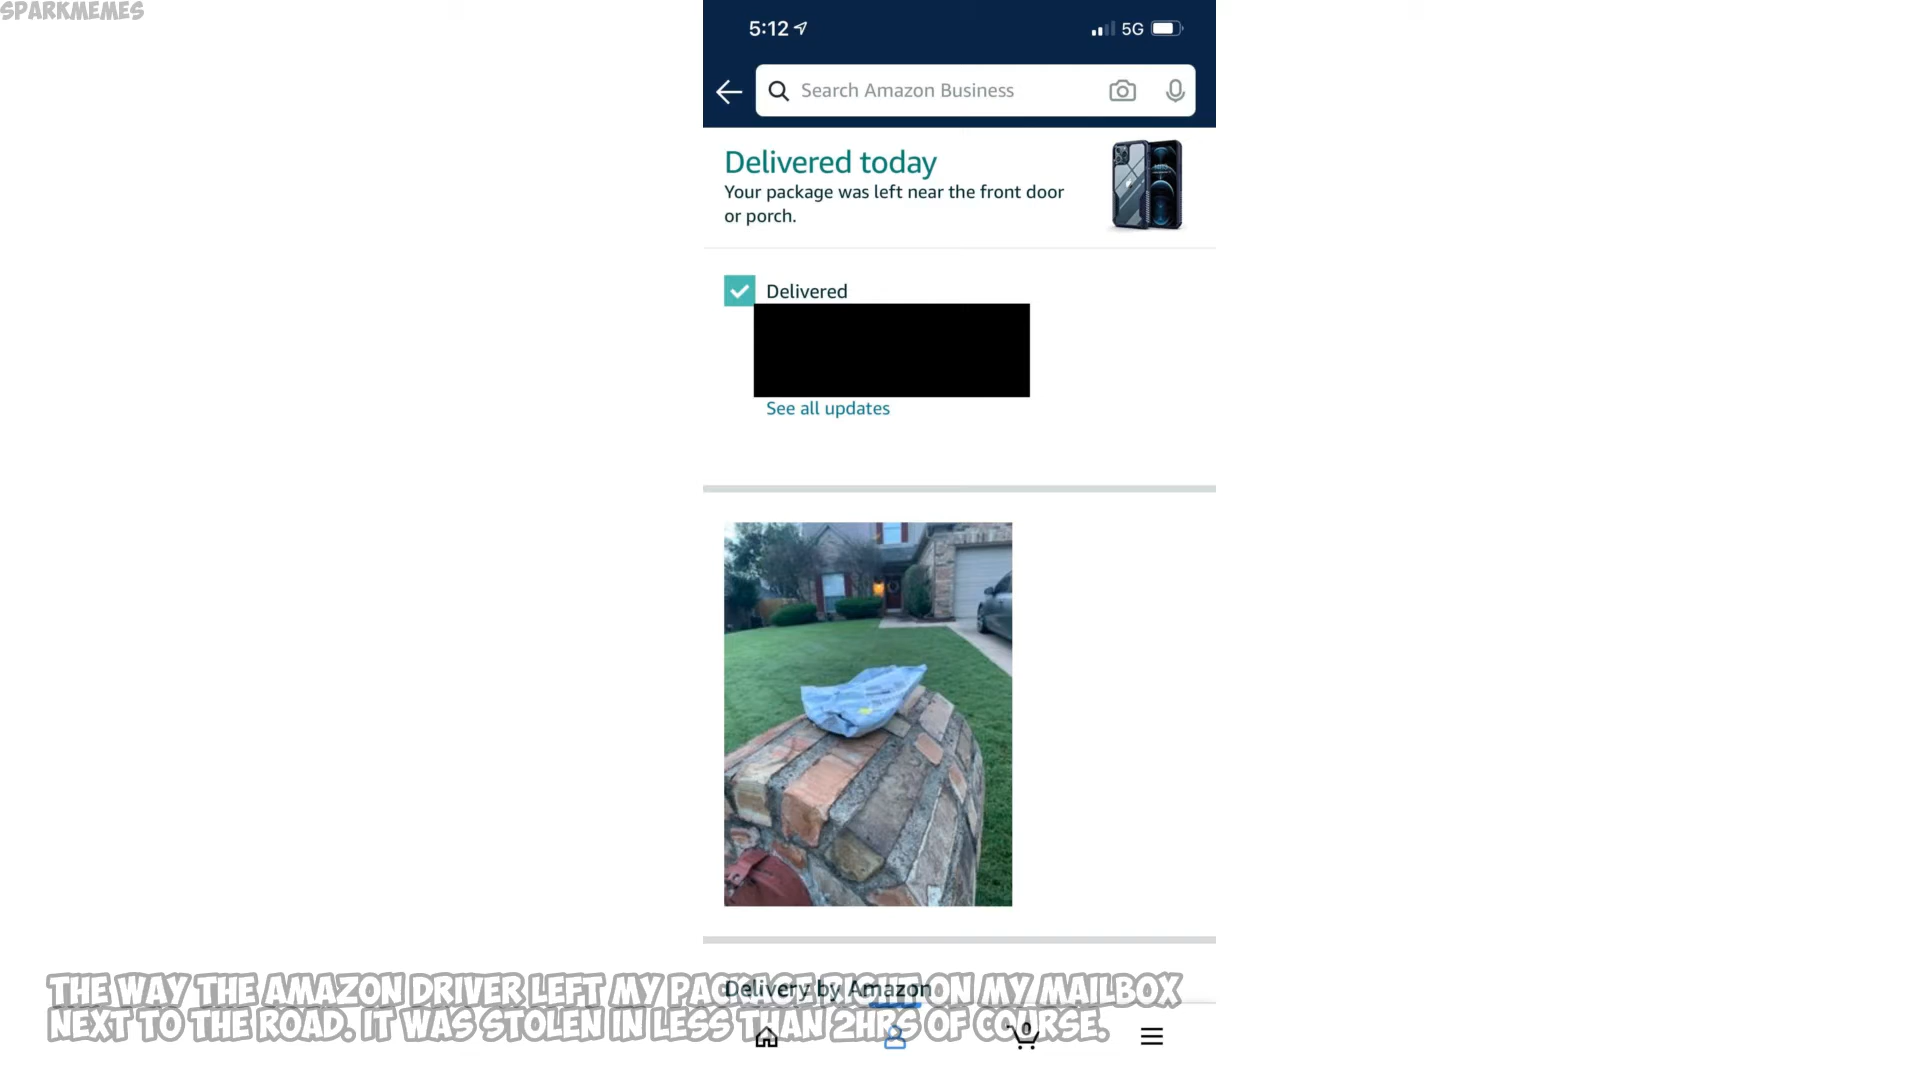 SPARKMEMES
5:12
5G
Search Amazon Business
Delivered today
Your package was left near the front door
or porch.
Delivered
See all updates
Delivery by Amazon
THE WAY THE AMAZON DRIVER LEFT MY PACKAGE RIGHT ON MY MAILBOX
NEXT TO THE ROAD. IT WAS STOLEN IN LESS THAN 2HRS OF COURSE.
0